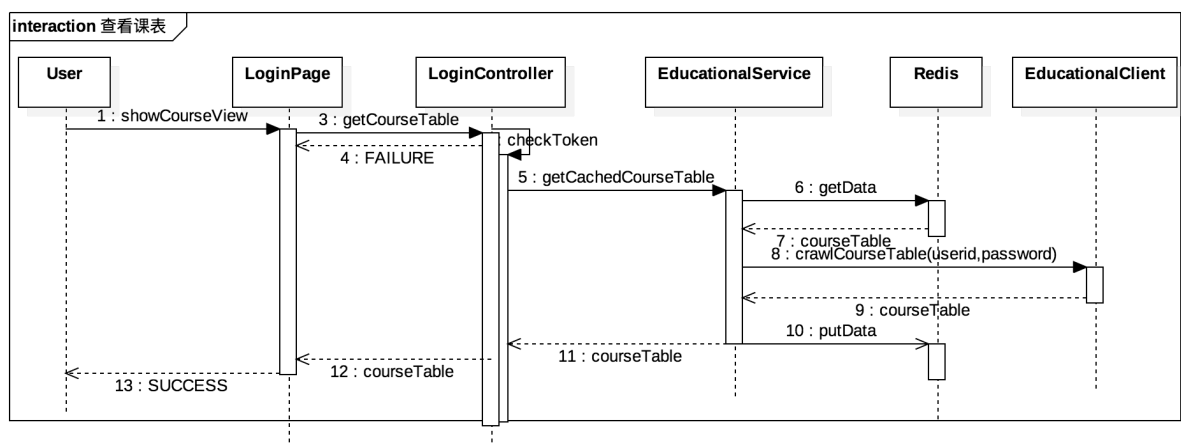 interaction 查看课表
User
LoginPage
LoginController
EducationalService
Redis
EducationalClient
1 : showCourseView
3 : getCourseTable
: checkToken
4 : FAILURE
5 : getCachedCourseTable
6 : getData
7 : courseTable
8 : crawlCourseTable(userid,password)
9 : courseTable
10 : putData
11 : courseTable
12 : courseTable
13 : SUCCESS